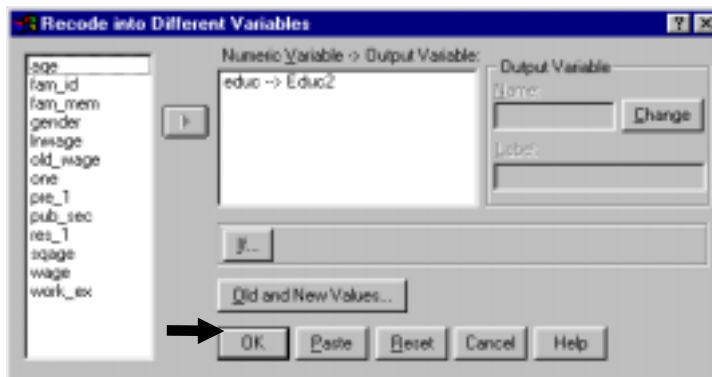 Recode into Different Variables
age
fam_id
fam_mem
gender
lnwage
old_wage
one
pre_1
pub_sec
res_1
sqage
wage
work_ex
Numeric Variable -> Output Variable:
educ --> Educ2
Output Variable
Name:
Change
Label:
If...
Old and New Values...
OK
Paste
Reset
Cancel
Help